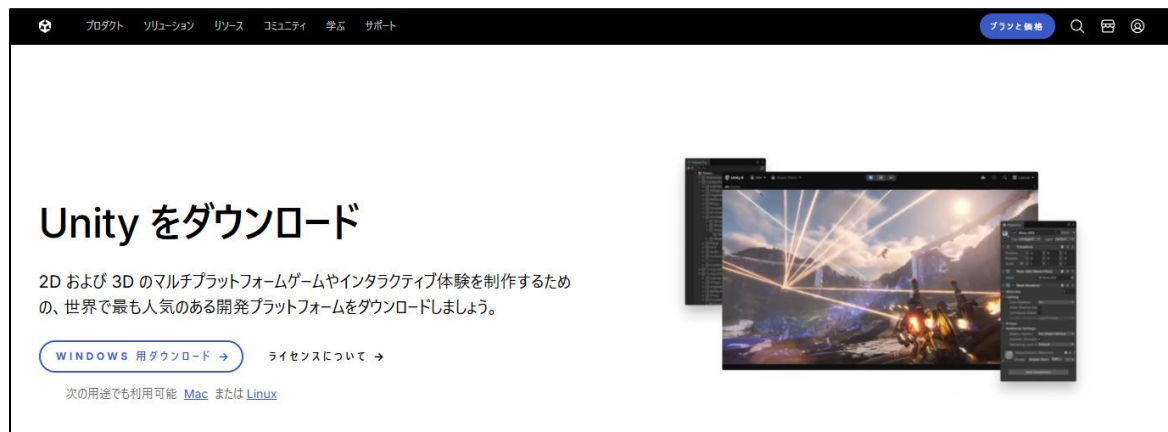 プロダクト ソリューション リソース コミュニティ 学ぶ サポート プランと価格
Unity をダウンロード
2D および 3D のマルチプラットフォームゲームやインタラクティブ体験を制作するため
の、世界で最も人気のある開発プラットフォームをダウンロードしましょう。
WINDOWS 用ダウンロード → ライセンスについて →
次の用途でも利用可能 Mac または Linux